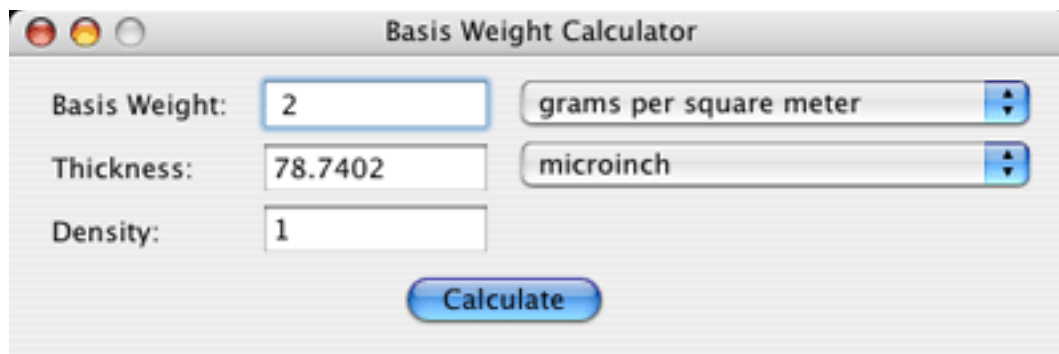 Basis Weight Calculator
Basis Weight: 2 grams per square meter
Thickness: 78.7402 microinch
Density: 1
Calculate